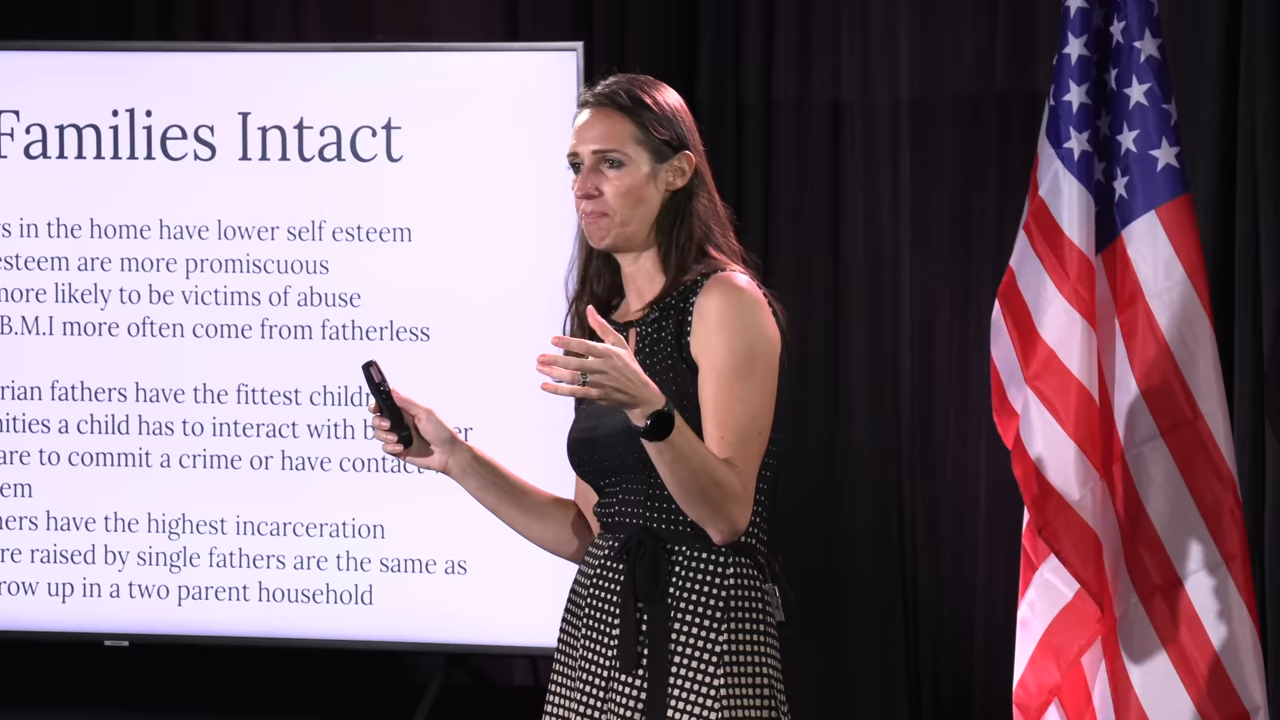 Families Intact
s in the home have lower self esteem
esteem are more promiscuous
more likely to be victims of abuse
B.M.I more often come from fatherless
rian fathers have the fittest childr
nities a child has to interact with b er
are to commit a crime or have contact
em
ners have the highest incarceration
re raised by single fathers are the same as
row up in a two parent household